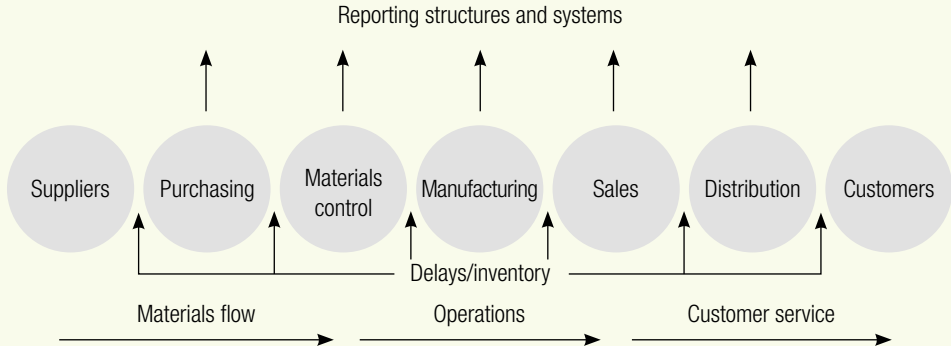 Reporting structures and systems
Suppliers
Purchasing
Materials
control
Manufacturing
Sales
Distribution
Customers
Delays/inventory
Materials flow
Operations
Customer service